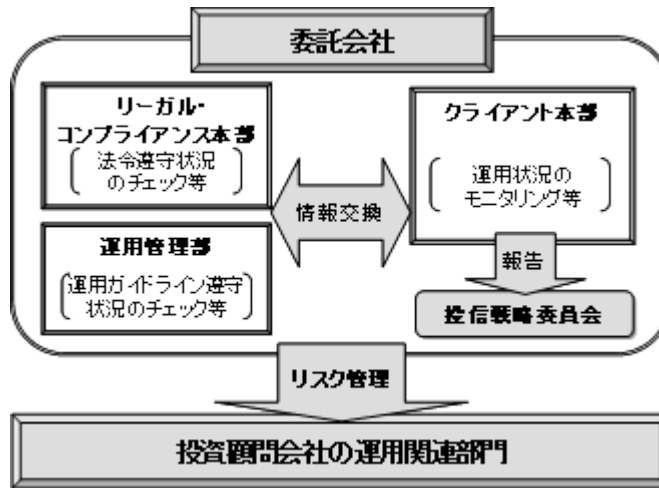 委託会社
リーガル・
コンプライアンス本部
法令遵守状況
のチェック等
運用管理部
運用ガイドライン遵守
状況のチェック等
情報交換
クライアント本部
運用状況の
モニタリング等
報告
投信戦略委員会
リスク管理
投資顧問会社の運用関連部門